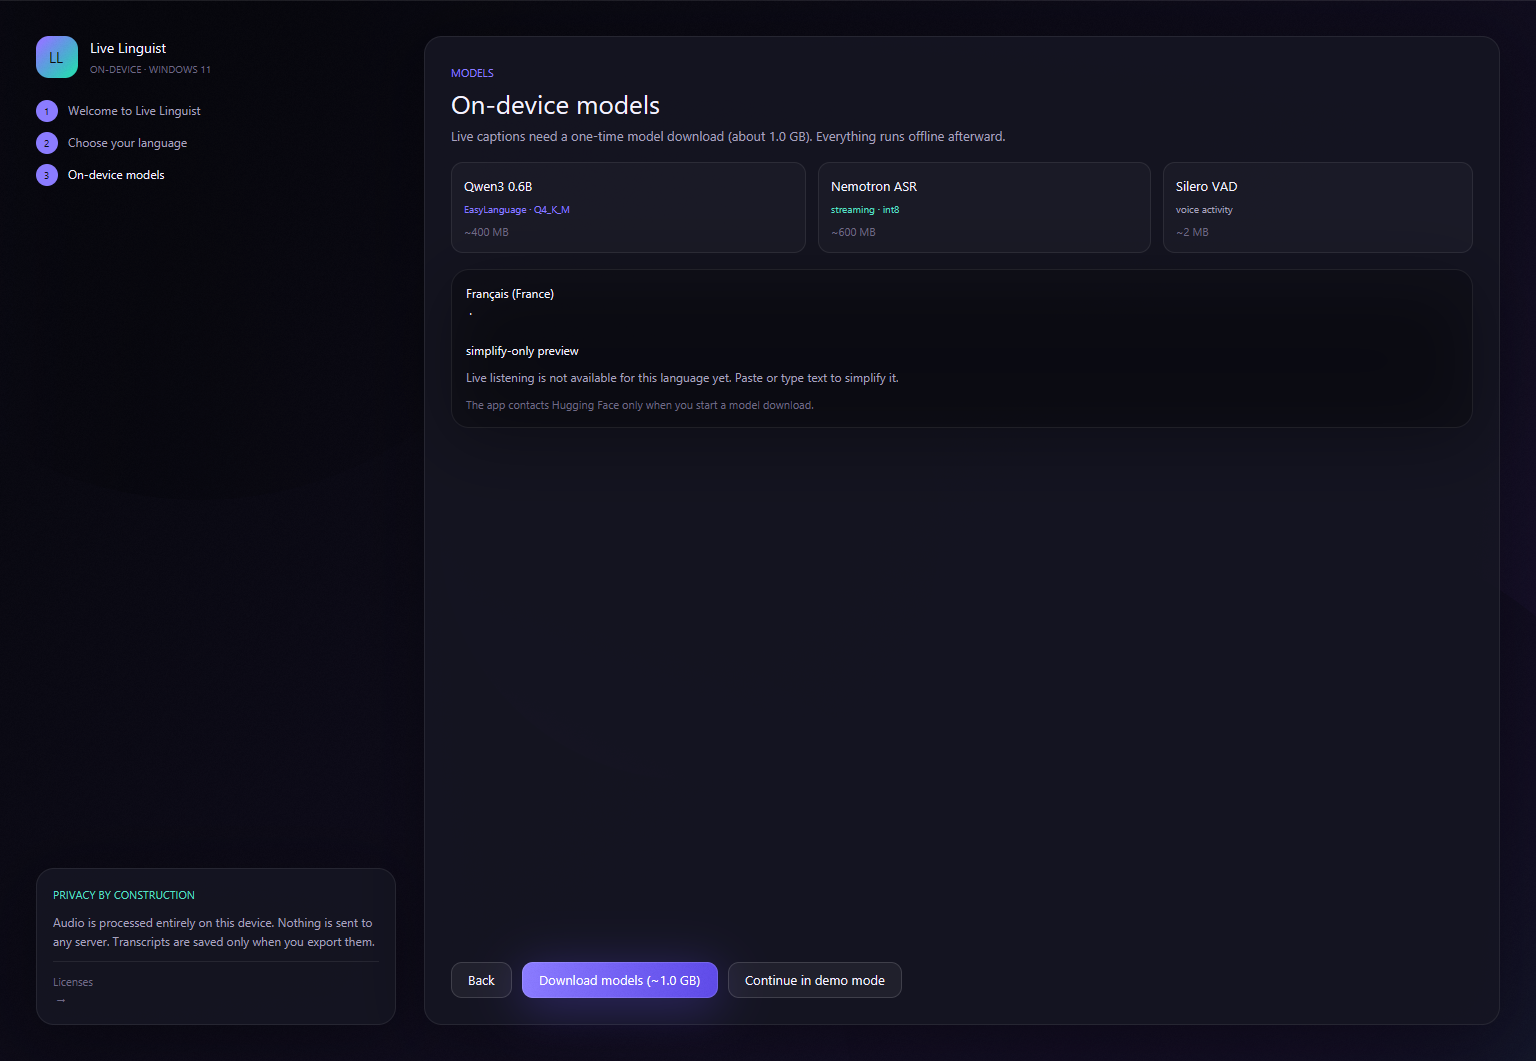 LL
Live Linguist
ON-DEVICE · WINDOWS 11
1 Welcome to Live Linguist
2 Choose your language
3 On-device models
PRIVACY BY CONSTRUCTION
Audio is processed entirely on this device. Nothing is sent to
any server. Transcripts are saved only when you export them.
Licenses
→
MODELS
On-device models
Live captions need a one-time model download (about 1.0 GB). Everything runs offline afterward.
Qwen3 0.6B
EasyLanguage · Q4_K_M
~400 MB
Nemotron ASR
streaming · int8
~600 MB
Silero VAD
voice activity
~2 MB
Français (France)
·
simplify-only preview
Live listening is not available for this language yet. Paste or type text to simplify it.
The app contacts Hugging Face only when you start a model download.
Back
Download models (~1.0 GB)
Continue in demo mode